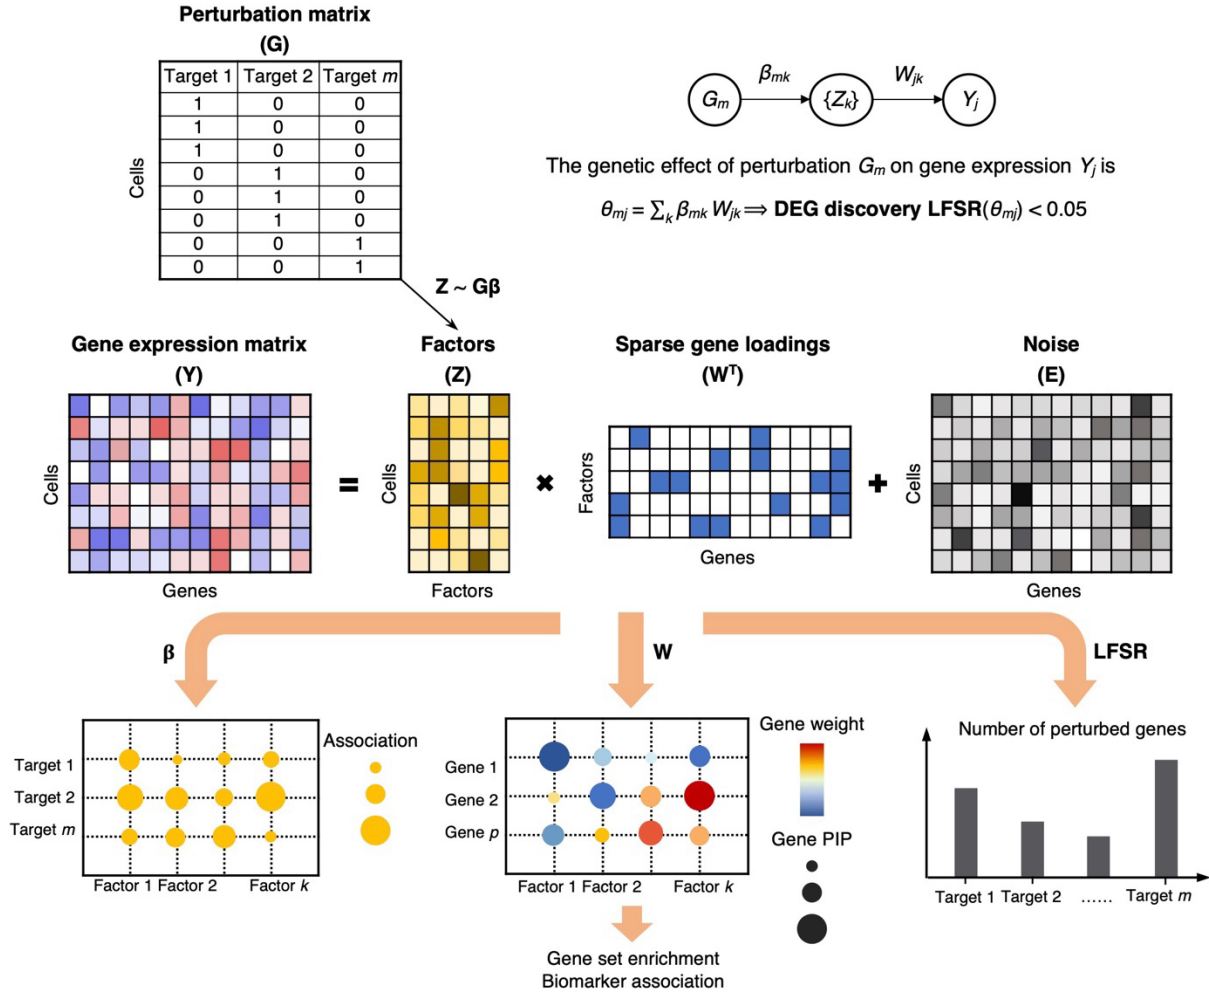 Perturbation matrix
(G)
Target 1 Target 2 Target m
1 0 0
1 0 0
1 0 0
0 1 0
0 1 0
0 1 0
0 0 1
0 0 1
Cells
Gₘ βₘₖ {Zₖ} Wⱼₖ Yⱼ
The genetic effect of perturbation Gₘ on gene expression Yⱼ is
θₘⱼ = ∑ₖ βₘₖ Wⱼₖ ⟹ DEG discovery LFSR(θₘⱼ) < 0.05
Z ~ Gβ
Gene expression matrix
(Y)
Cells
Genes
=
Factors
(Z)
Cells
Factors
×
Sparse gene loadings
(Wᵀ)
Factors
Genes
+
Noise
(E)
Cells
Genes
β
W
LFSR
Target 1
Target 2
Target m
Factor 1 Factor 2 Factor k
Association
Gene 1
Gene 2
Gene p
Factor 1 Factor 2 Factor k
Gene weight
Gene PIP
Gene set enrichment
Biomarker association
Number of perturbed genes
Target 1 Target 2 ...... Target m